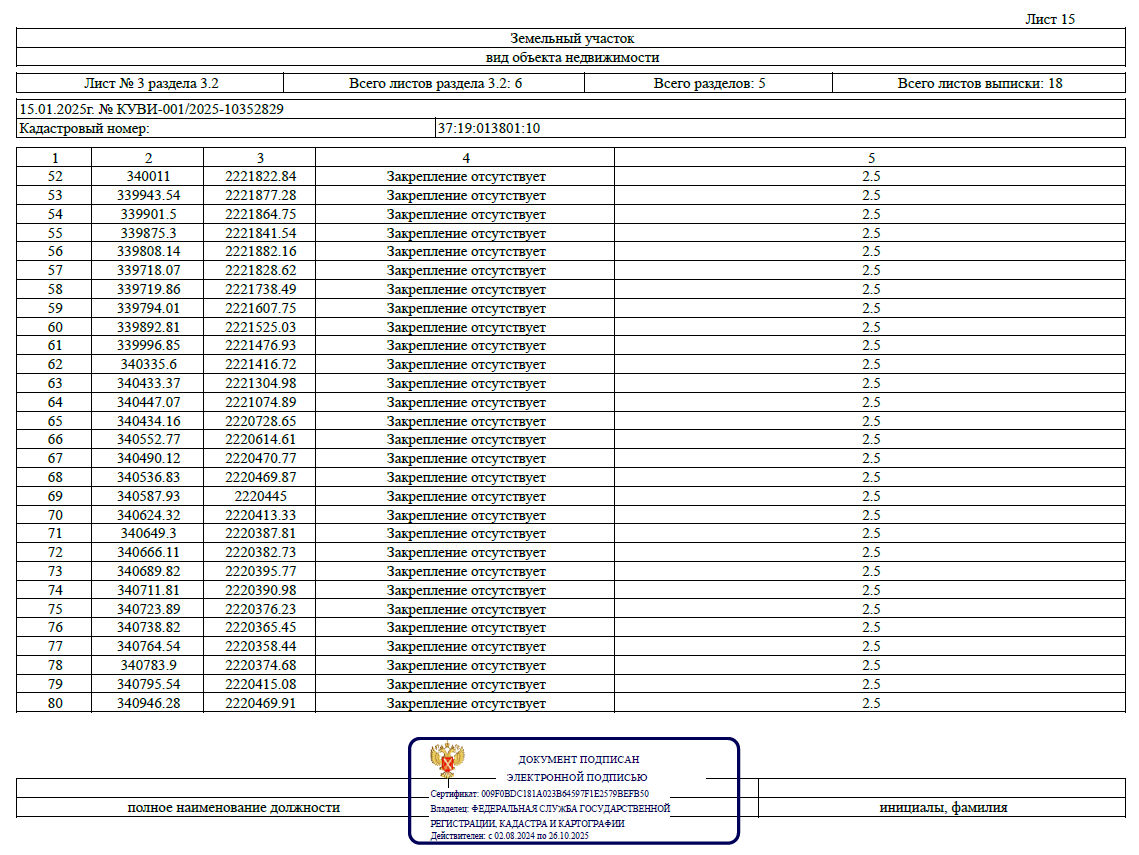 Лист 15
Земельный участок
вид объекта недвижимости
Лист № 3 раздела 3.2 Всего листов раздела 3.2: 6 Всего разделов: 5 Всего листов выписки: 18
15.01.2025г. № КУВИ-001/2025-10352829
Кадастровый номер: 37:19:013801:10
1 2 3 4 5
52 340011 2221822.84 Закрепление отсутствует 2.5
53 339943.54 2221877.28 Закрепление отсутствует 2.5
54 339901.5 2221864.75 Закрепление отсутствует 2.5
55 339875.3 2221841.54 Закрепление отсутствует 2.5
56 339808.14 2221882.16 Закрепление отсутствует 2.5
57 339718.07 2221828.62 Закрепление отсутствует 2.5
58 339719.86 2221738.49 Закрепление отсутствует 2.5
59 339794.01 2221607.75 Закрепление отсутствует 2.5
60 339892.81 2221525.03 Закрепление отсутствует 2.5
61 339996.85 2221476.93 Закрепление отсутствует 2.5
62 340335.6 2221416.72 Закрепление отсутствует 2.5
63 340433.37 2221304.98 Закрепление отсутствует 2.5
64 340447.07 2221074.89 Закрепление отсутствует 2.5
65 340434.16 2220728.65 Закрепление отсутствует 2.5
66 340552.77 2220614.61 Закрепление отсутствует 2.5
67 340490.12 2220470.77 Закрепление отсутствует 2.5
68 340536.83 2220469.87 Закрепление отсутствует 2.5
69 340587.93 2220445 Закрепление отсутствует 2.5
70 340624.32 2220413.33 Закрепление отсутствует 2.5
71 340649.3 2220387.81 Закрепление отсутствует 2.5
72 340666.11 2220382.73 Закрепление отсутствует 2.5
73 340689.82 2220395.77 Закрепление отсутствует 2.5
74 340711.81 2220390.98 Закрепление отсутствует 2.5
75 340723.89 2220376.23 Закрепление отсутствует 2.5
76 340738.82 2220365.45 Закрепление отсутствует 2.5
77 340764.54 2220358.44 Закрепление отсутствует 2.5
78 340783.9 2220374.68 Закрепление отсутствует 2.5
79 340795.54 2220415.08 Закрепление отсутствует 2.5
80 340946.28 2220469.91 Закрепление отсутствует 2.5
ДОКУМЕНТ ПОДПИСАН
ЭЛЕКТРОННОЙ ПОДПИСЬЮ
Сертификат: 009F0BDC181A023B64597F1E2579BEFB50
полное наименование должности
Владелец: ФЕДЕРАЛЬНАЯ СЛУЖБА ГОСУДАРСТВЕННОЙ
РЕГИСТРАЦИИ, КАДАСТРА И КАРТОГРАФИИ
Действителен: с 02.08.2024 по 26.10.2025
инициалы, фамилия